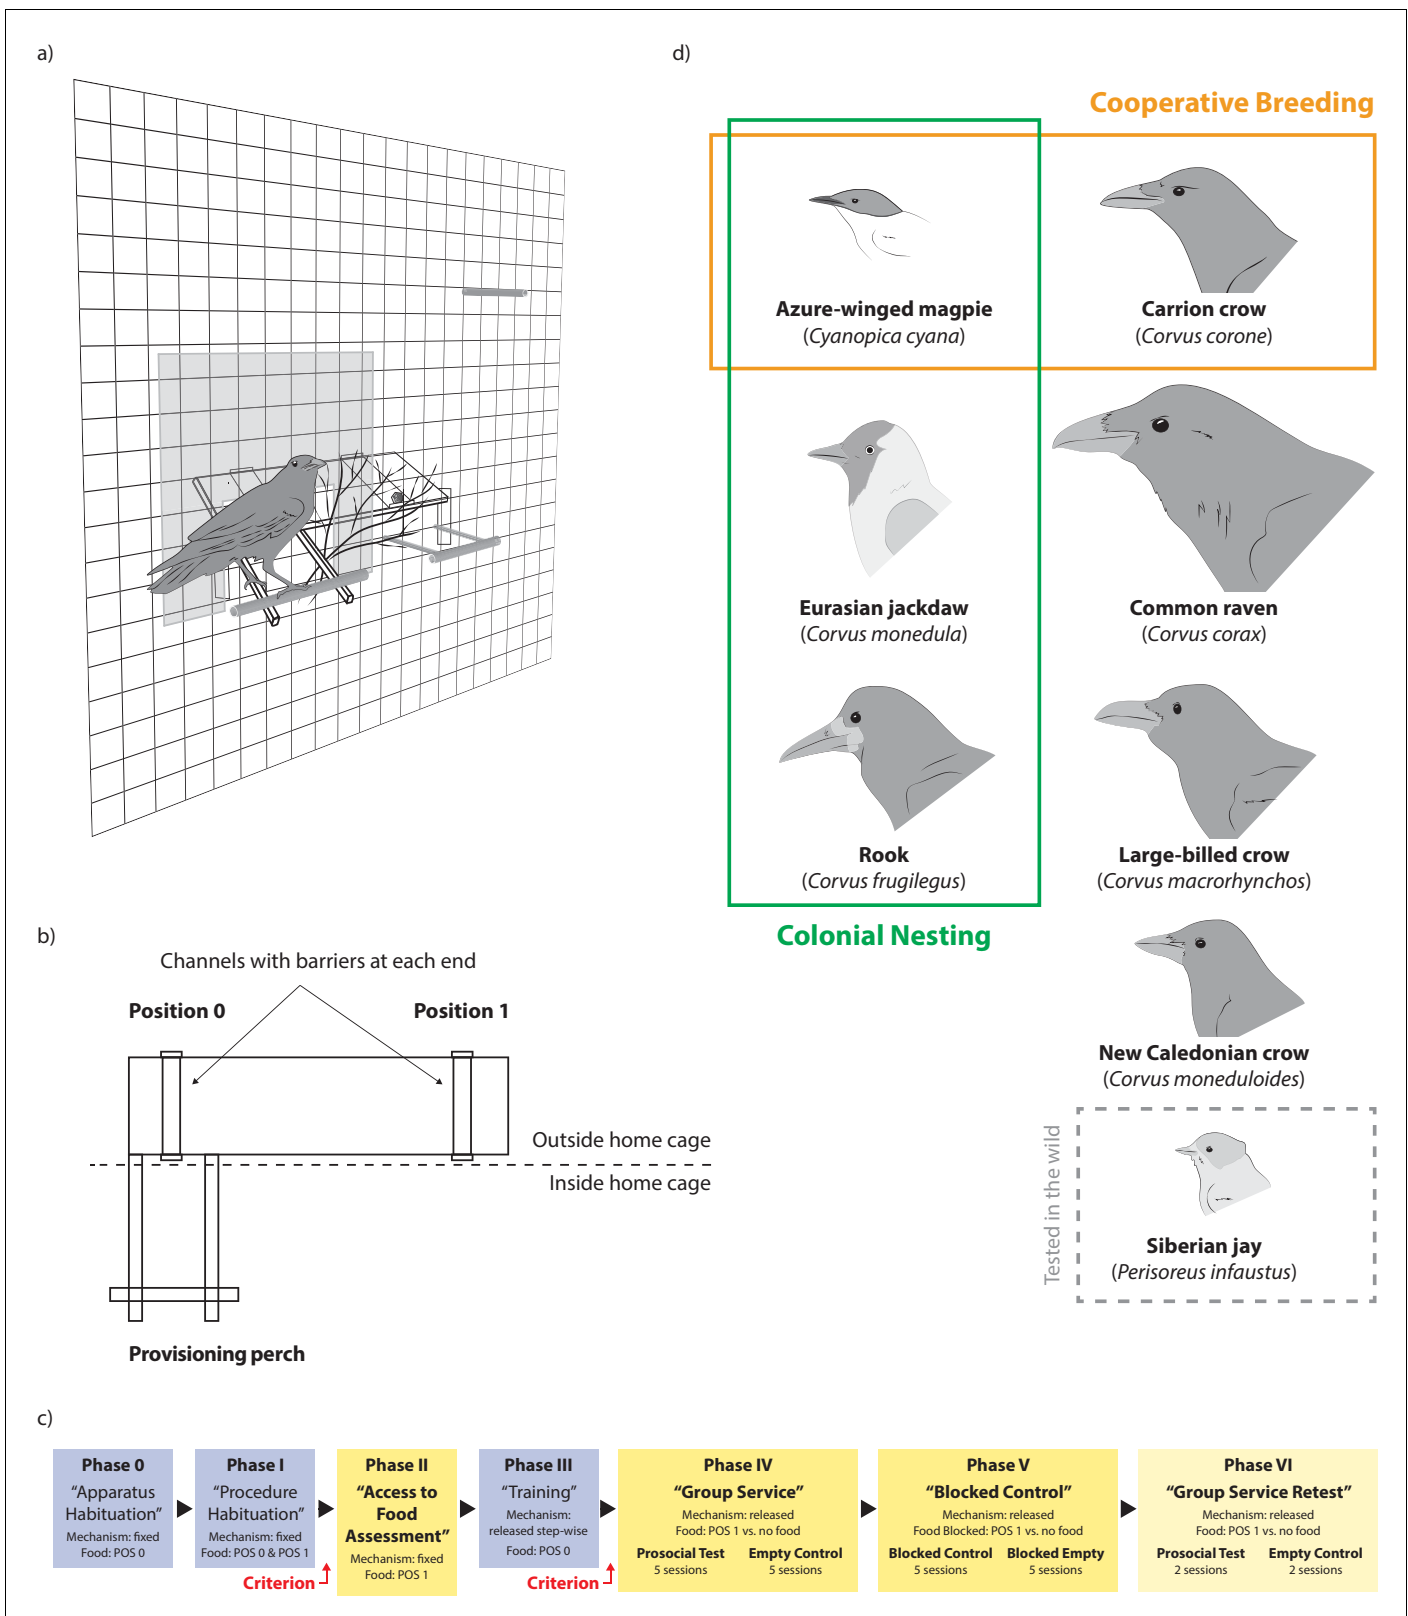 a)
d)
Cooperative Breeding
Azure-winged magpie
(Cyanopica cyana)
Carrion crow
(Corvus corone)
Eurasian jackdaw
(Corvus monedula)
Common raven
(Corvus corax)
Rook
(Corvus frugilegus)
Large-billed crow
(Corvus macrorhynchos)
Colonial Nesting
New Caledonian crow
(Corvus moneduloides)
Tested in the wild
Siberian jay
(Perisoreus infaustus)
b)
Channels with barriers at each end
Position 0
Position 1
Outside home cage
Inside home cage
Provisioning perch
c)
Phase 0
“Apparatus
Habituation”
Mechanism: fixed
Food: POS 0
Phase I
“Procedure
Habituation”
Mechanism: fixed
Food: POS 0 & POS 1
Criterion
Phase II
“Access to
Food
Assessment”
Mechanism: fixed
Food: POS 1
Phase III
“Training”
Mechanism:
released step-wise
Food: POS 0
Criterion
Phase IV
“Group Service”
Mechanism: released
Food: POS 1 vs. no food
Prosocial Test
5 sessions
Empty Control
5 sessions
Phase V
“Blocked Control”
Mechanism: released
Food Blocked: POS 1 vs. no food
Blocked Control
5 sessions
Blocked Empty
5 sessions
Phase VI
“Group Service Retest”
Mechanism: released
Food: POS 1 vs. no food
Prosocial Test
2 sessions
Empty Control
2 sessions